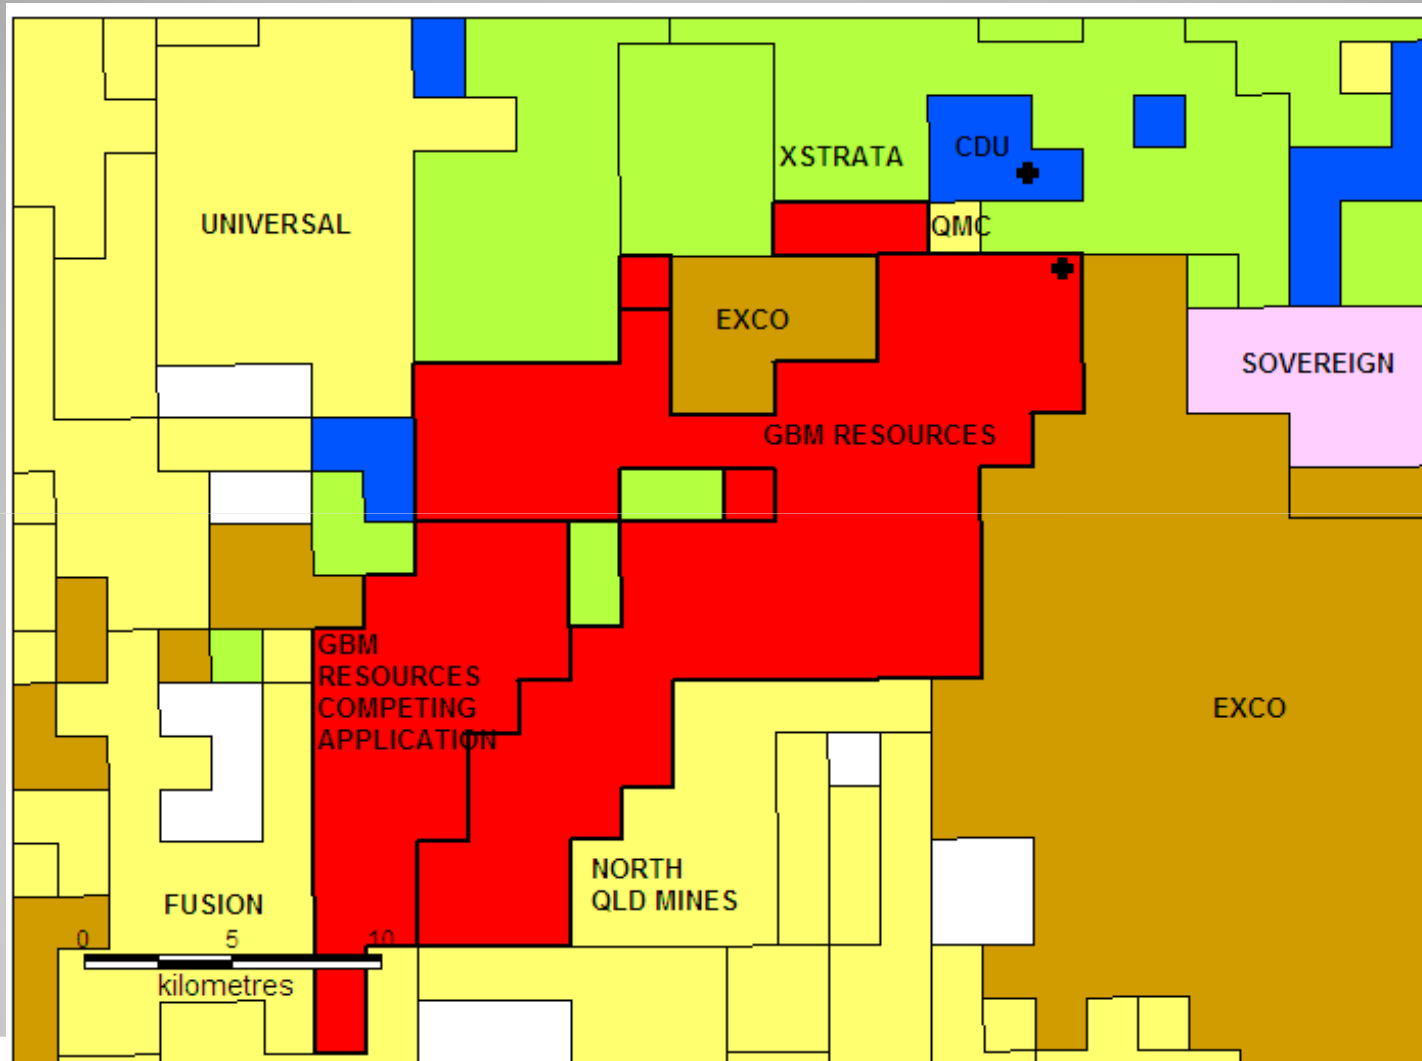 XSTRATA
CDU
UNIVERSAL
QMC
EXCO
SOVEREIGN
GBM RESOURCES
GBM
RESOURCES
COMPETING
APPLICATION
EXCO
NORTH
QLD MINES
FUSION
0 5 10
kilometres